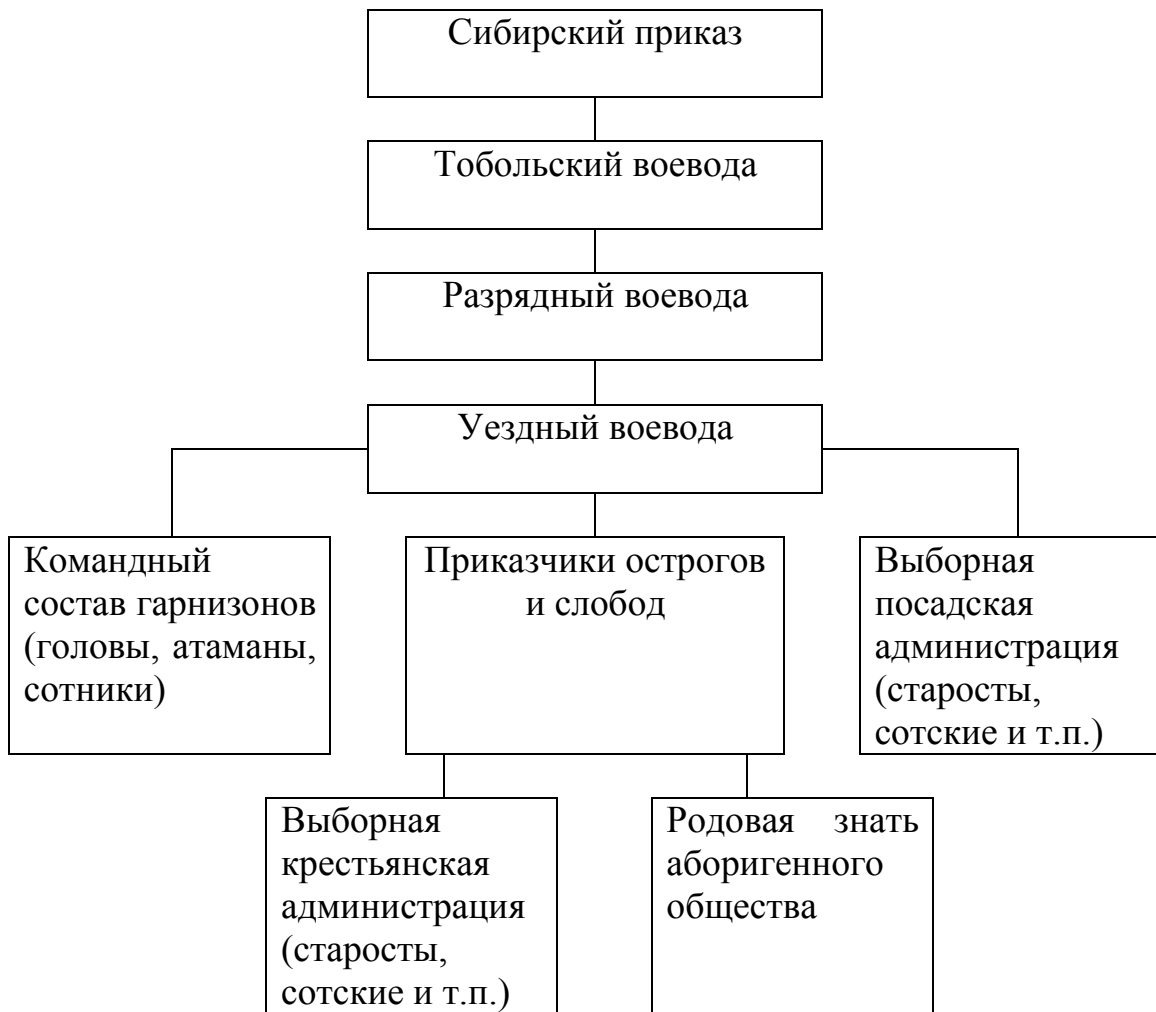 Сибирский приказ
Тобольский воевода
Разрядный воевода
Уездный воевода
Командный
состав гарнизонов
(головы, атаманы,
сотники)
Приказчики острогов
и слобод
Выборная
посадская
администрация
(старосты,
сотские и т.п.)
Выборная
крестьянская
администрация
(старосты,
сотские и т.п.)
Родовая знать
аборигенного
общества